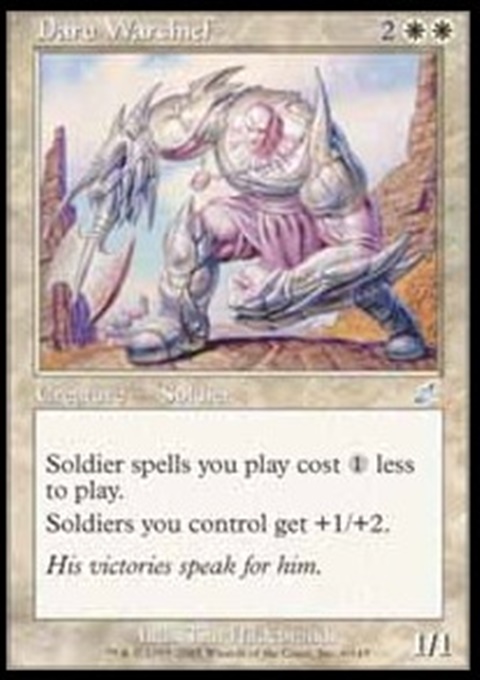 Daru Warchief 2
Creature Soldier
Soldier spells you play cost 1 less
to play.
Soldiers you control get +1/+2.
His victories speak for him.
1/1